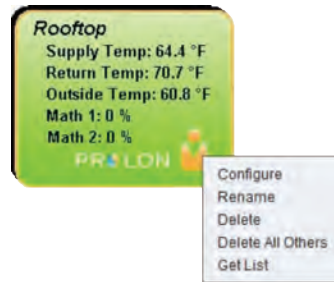 Rooftop
Supply Temp: 64.4 °F
Return Temp: 70.7 °F
Outside Temp: 60.8 °F
Math 1: 0 %
Math 2: 0 %
PROLON
Configure
Rename
Delete
Delete All Others
Get List